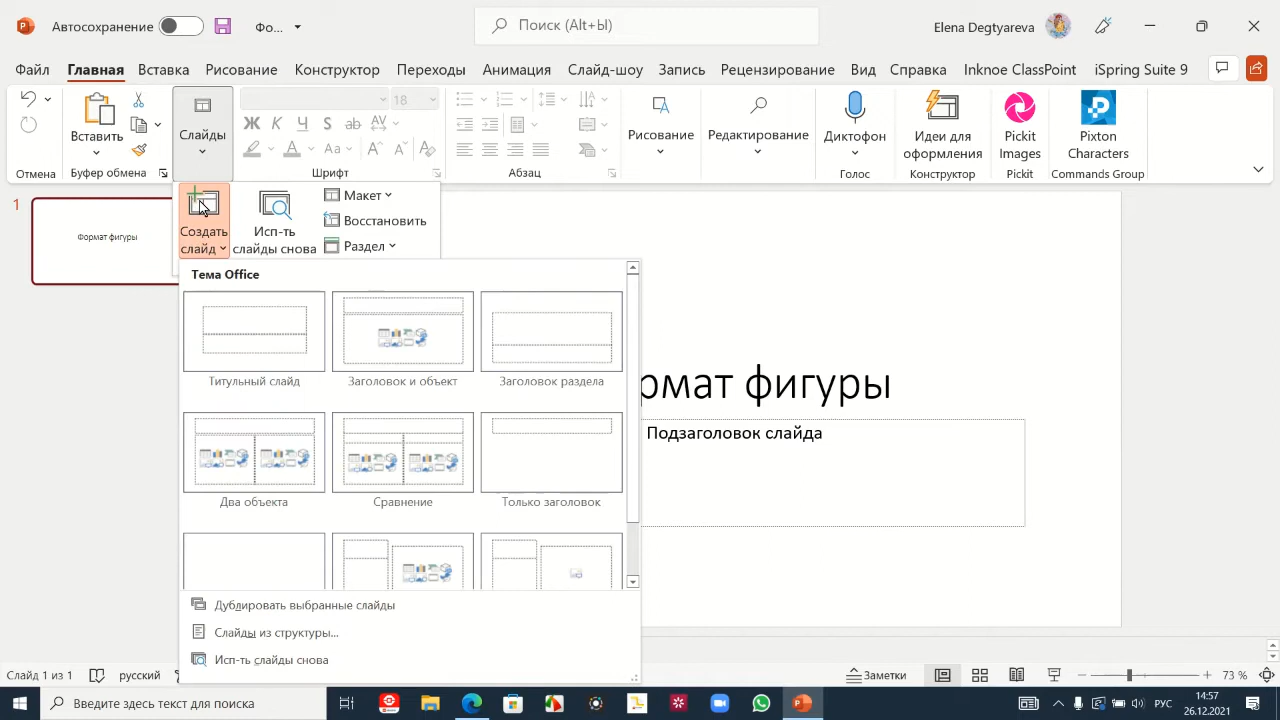 Автосохранение
Фо...
Поиск (Alt+Ы)
Elena Degtyareva
Файл Главная Вставка Рисование Конструктор Переходы Анимация Слайд-шоу Запись Рецензирование Вид Справка Inknoe ClassPoint iSpring Suite 9
Вставить
Слайды
18
Ж К Ч S ab AV
A Aa A A
Рисование
Редактирование
Диктофон
Идеи для
оформления
Pickit
Images
Pixton
Characters
Отмена Буфер обмена Шрифт Абзац Голос Конструктор Pickit Commands Group
Создать
слайд
Исп-ть
слайды снова
Макет
Восстановить
Раздел
1
Формат фигуры
Тема Office
Титульный слайд Заголовок и объект Заголовок раздела
Два объекта Сравнение Только заголовок
Дублировать выбранные слайды
Слайды из структуры...
Исп-ть слайды снова
рмат фигуры
Подзаголовок слайда
Слайд 1 из 1 русский Заметки 73 %
Введите здесь текст для поиска
РУС
14:57
26.12.2021